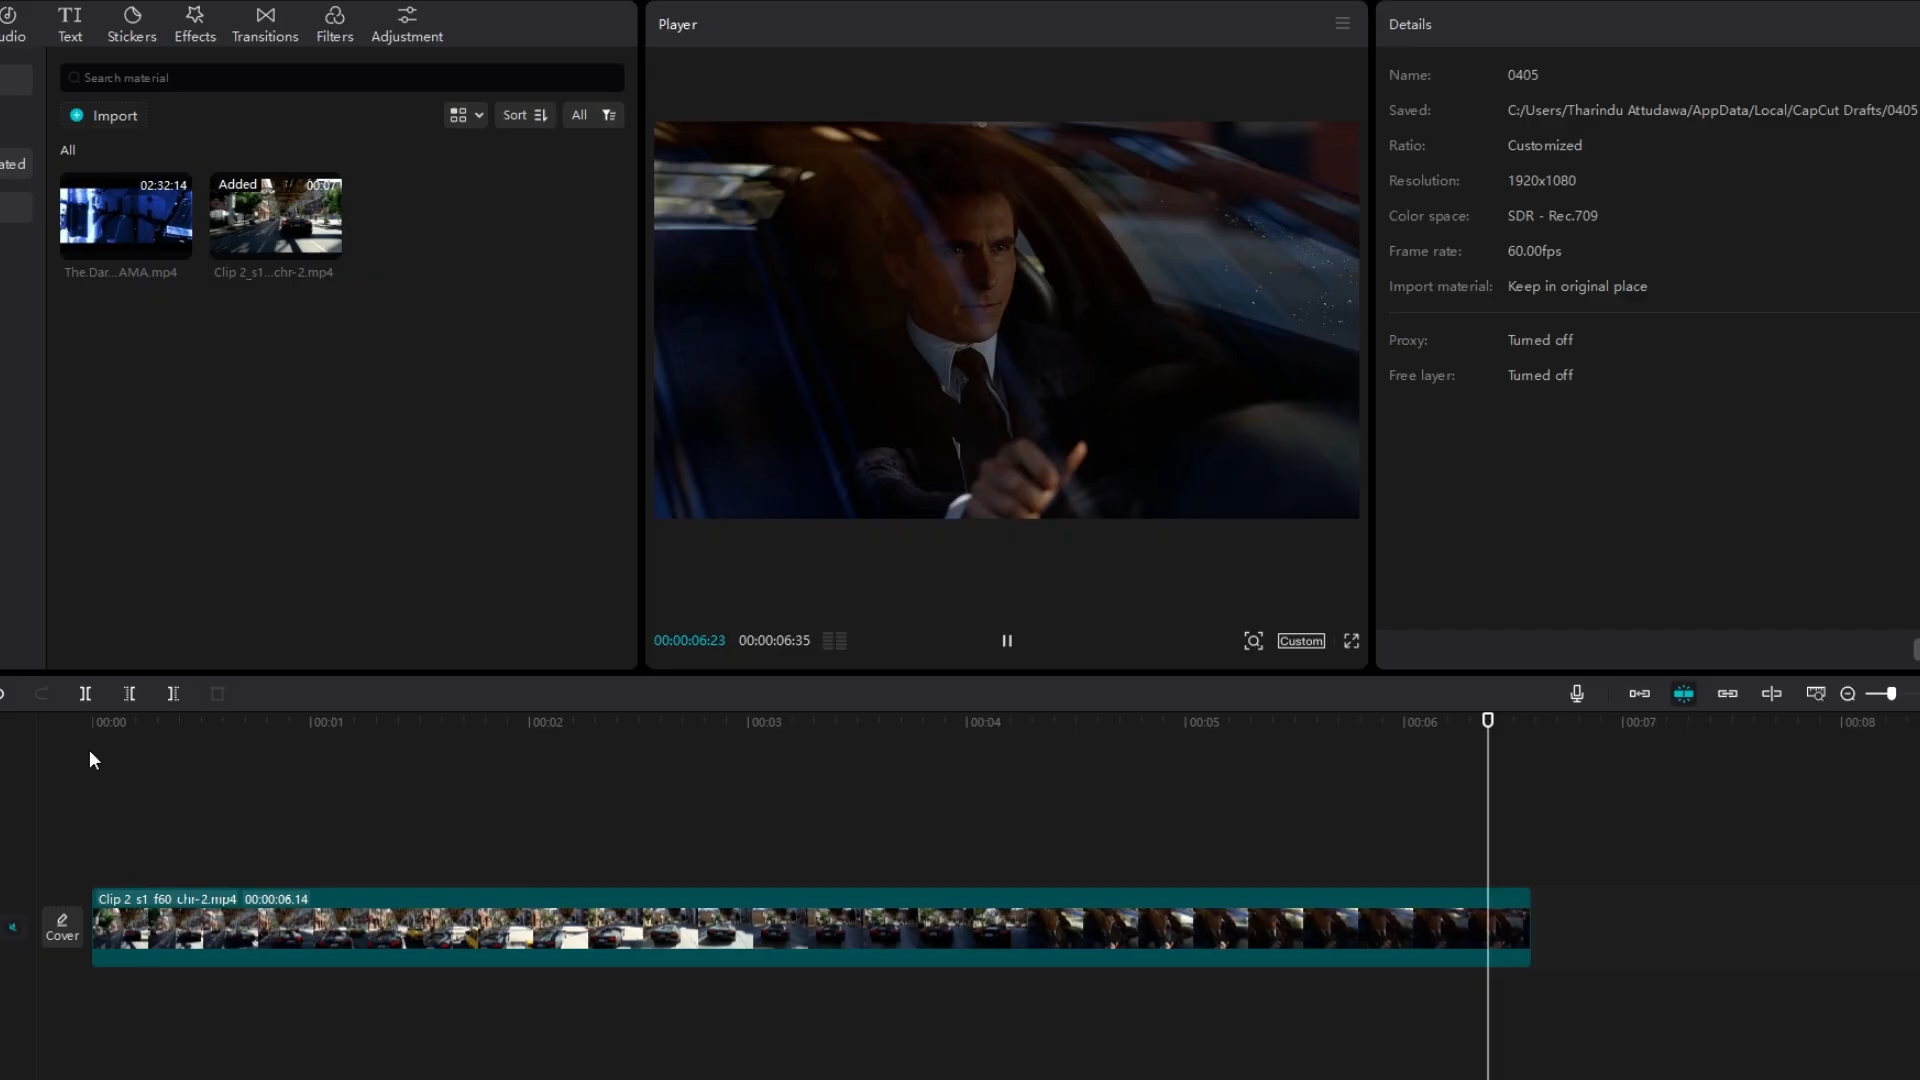 udio
Text
Stickers
Effects
Transitions
Filters
Adjustment
Search material
Import
Sort
All
All
ated
02:32:14
Added
00:07
The.Dar...AMA.mp4
Clip 2_s1...chr-2.mp4
Player
00:00:06:23
00:00:06:35
Custom
Details
Name: 0405
Saved: C:/Users/Tharindu Attudawa/AppData/Local/CapCut Drafts/0405
Ratio: Customized
Resolution: 1920x1080
Color space: SDR - Rec.709
Frame rate: 60.00fps
Import material: Keep in original place
Proxy: Turned off
Free layer: Turned off
00:00
00:01
00:02
00:03
00:04
00:05
00:06
00:07
00:08
Clip 2_s1_f60_chr-2.mp4 00:00:06:14
Cover